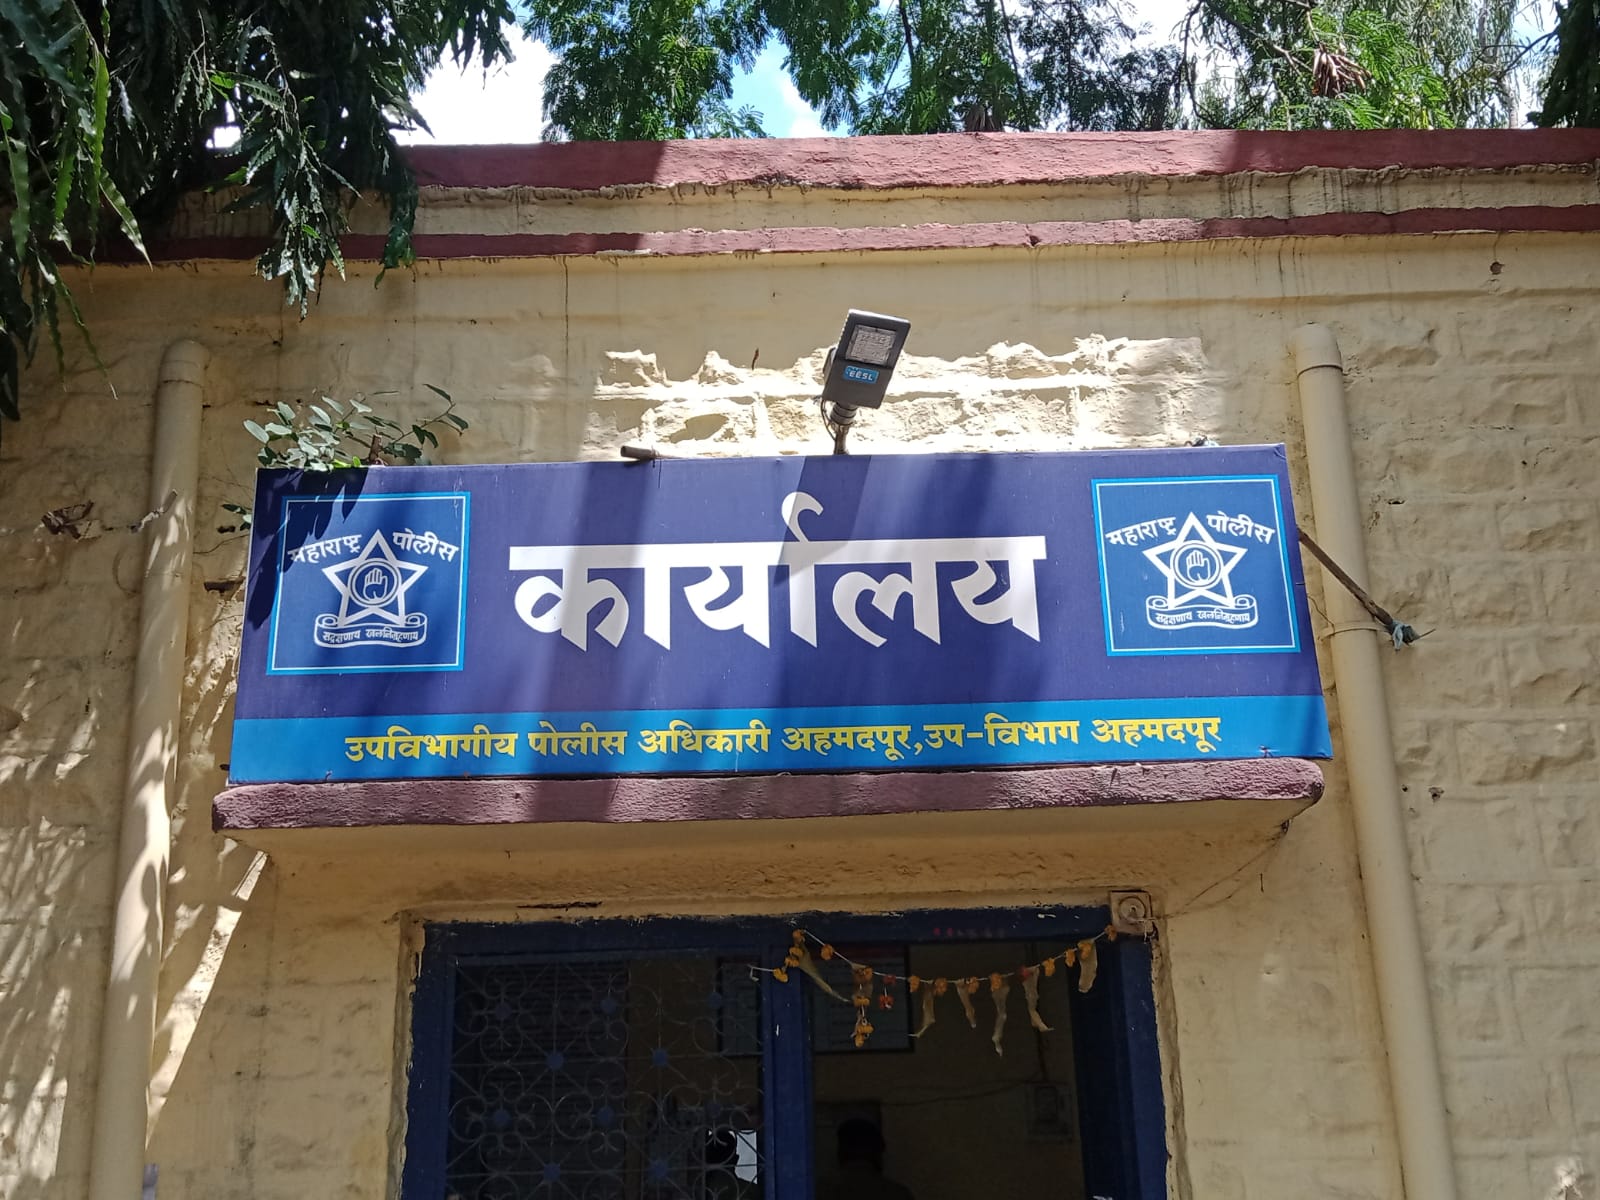 महाराष्ट्र पोलीस
सद्रक्षणाय खलनिग्रहणाय
कार्यालय
महाराष्ट्र पोलीस
सद्रक्षणाय खलनिग्रहणाय
उपविभागीय पोलीस अधिकारी अहमदपूर,उप-विभाग अहमदपूर
EESL